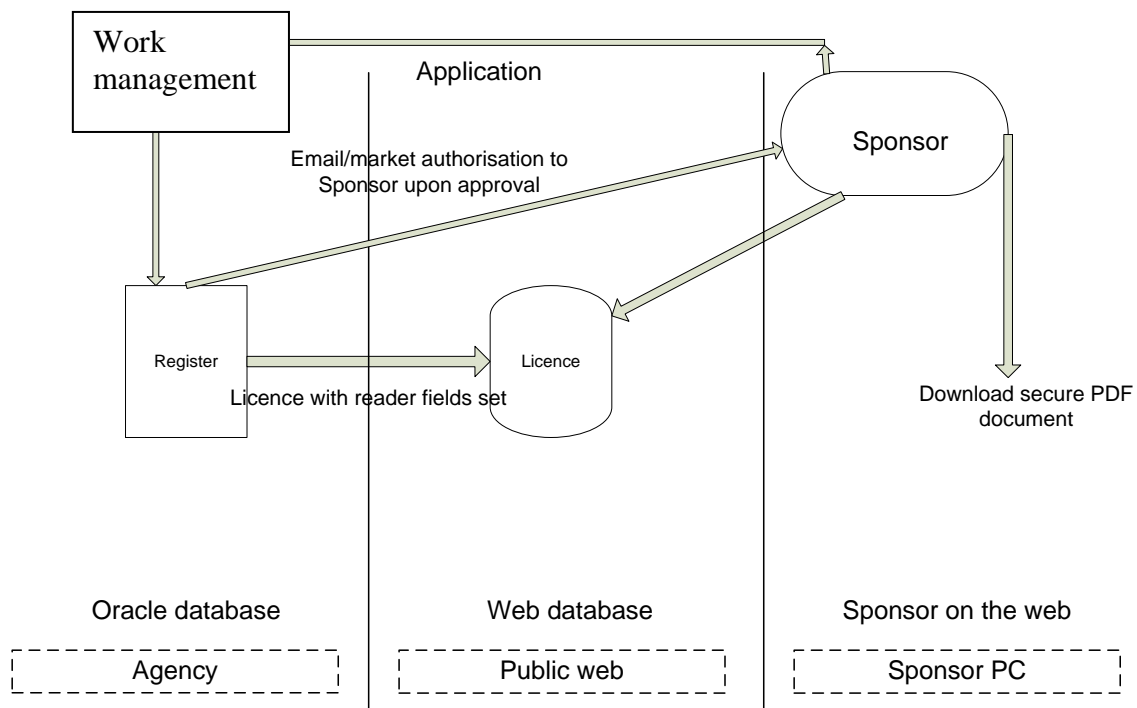 Work
management
Application
Sponsor
Email/market authorisation to
Sponsor upon approval
Register
Licence
Licence with reader fields set
Download secure PDF
document
Oracle database
Web database
Sponsor on the web
Agency
Public web
Sponsor PC